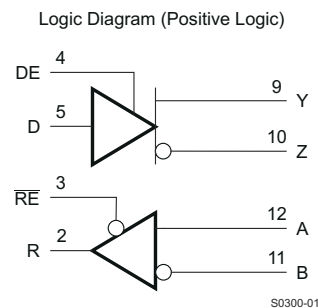 Logic Diagram (Positive Logic)
DE 4
D 5
9 Y
10 Z
RE 3
R 2
12 A
11 B
S0300-01